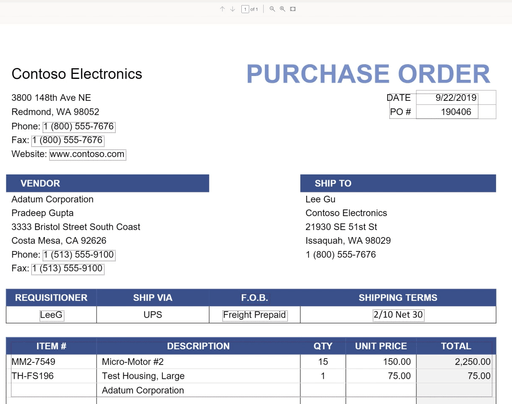 1 of 1
Contoso Electronics
PURCHASE ORDER
3800 148th Ave NE
DATE 9/22/2019
Redmond, WA 98052
PO # 190406
Phone: 1 (800) 555-7676
Fax: 1 (800) 555-7676
Website: www.contoso.com
VENDOR
SHIP TO
Adatum Corporation
Lee Gu
Pradeep Gupta
Contoso Electronics
3333 Bristol Street South Coast
21930 SE 51st St
Costa Mesa, CA 92626
Issaquah, WA 98029
Phone: 1 (513) 555-9100
1 (800) 555-7676
Fax: 1 (513) 555-9100
REQUISITIONER SHIP VIA F.O.B. SHIPPING TERMS
LeeG UPS Freight Prepaid 2/10 Net 30
ITEM # DESCRIPTION QTY UNIT PRICE TOTAL
MM2-7549 Micro-Motor #2 15 150.00 2,250.00
TH-FS196 Test Housing, Large 1 75.00 75.00
Adatum Corporation